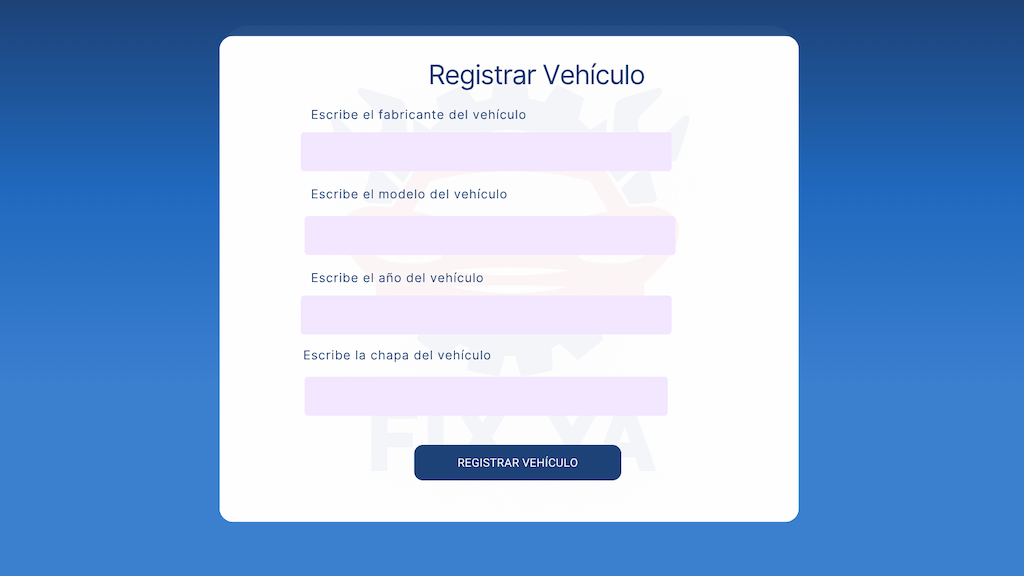 Registrar Vehículo
Escribe el fabricante del vehículo
Escribe el modelo del vehículo
Escribe el año del vehículo
Escribe la chapa del vehículo
FIX YA
REGISTRAR VEHÍCULO